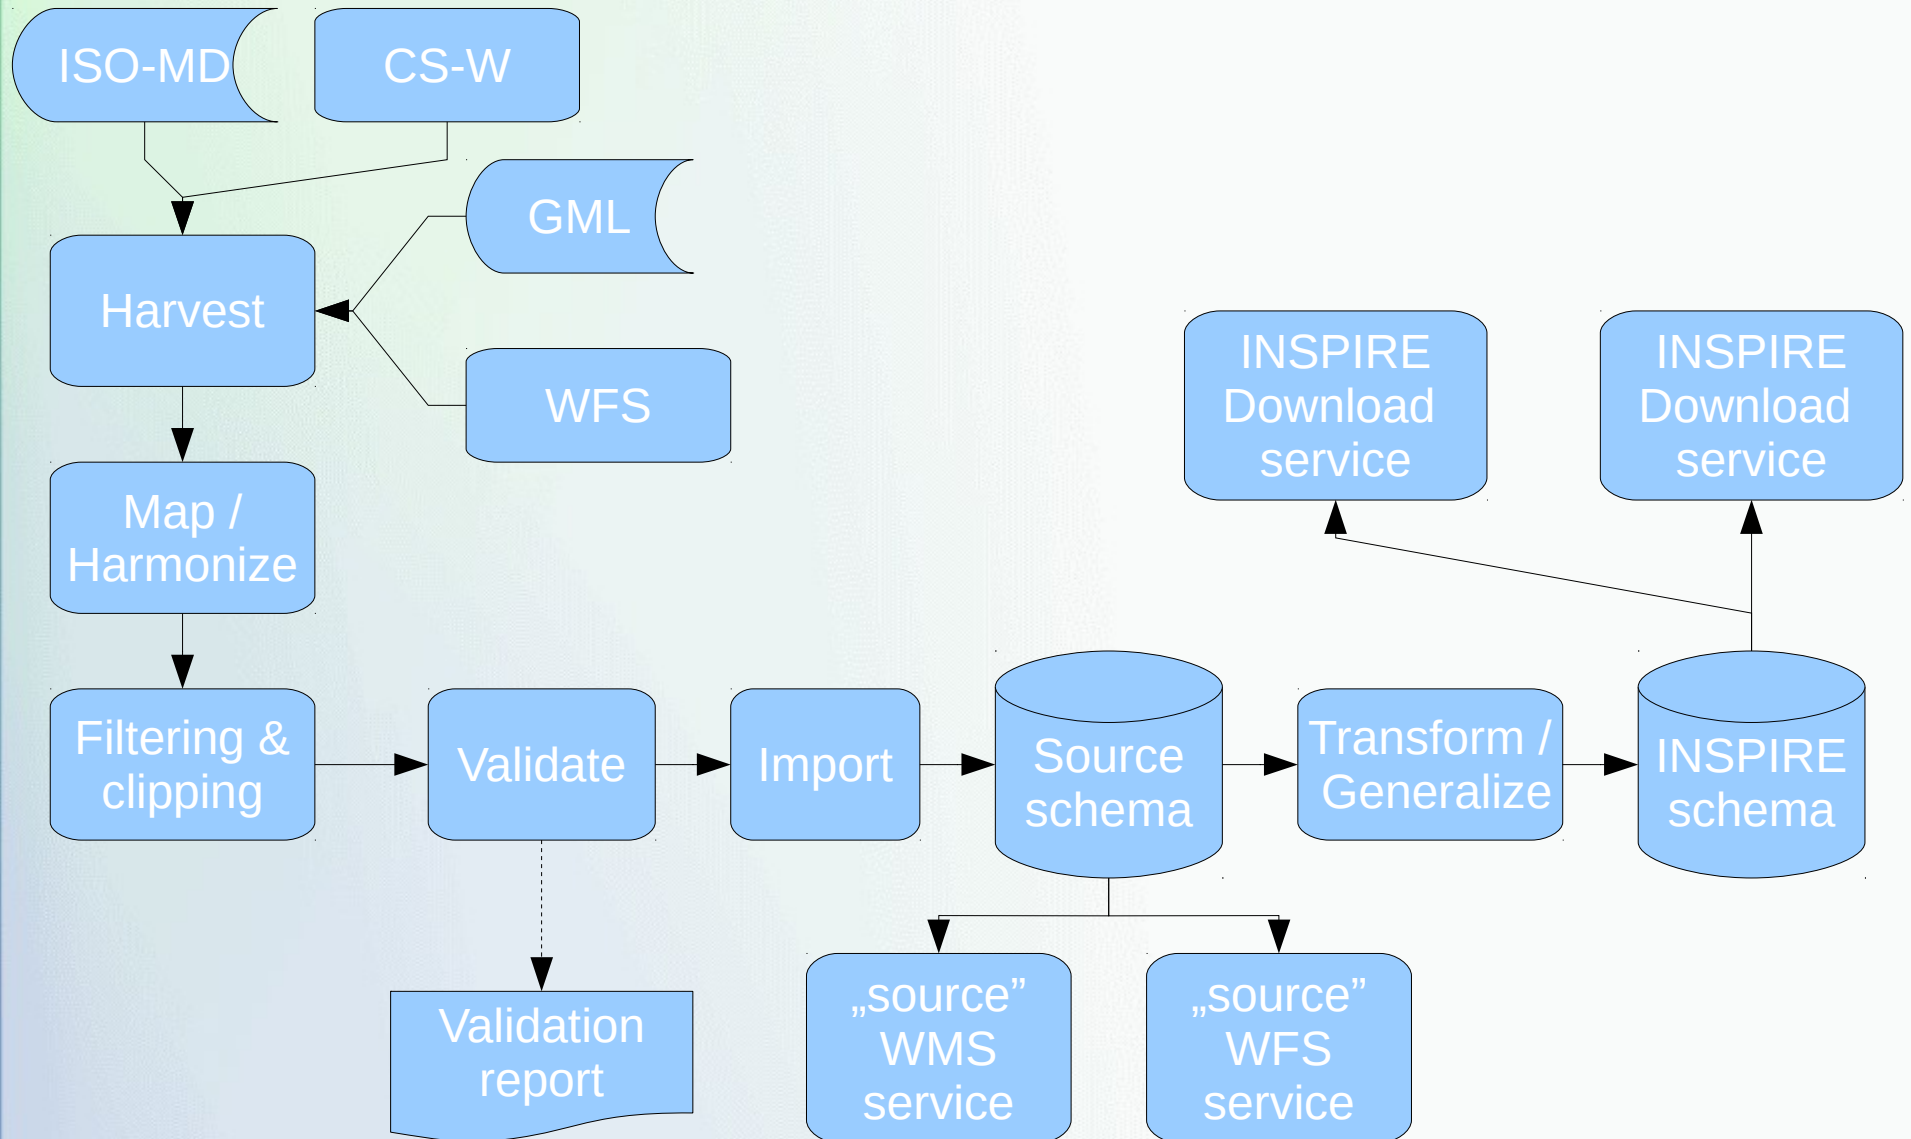 ISO-MD
CS-W
GML
Harvest
WFS
INSPIRE
Download
service
INSPIRE
Download
service
Map /
Harmonize
Filtering &
clipping
Validate
Import
Source
schema
Transform /
Generalize
INSPIRE
schema
Validation
report
„source”
WMS
service
„source”
WFS
service